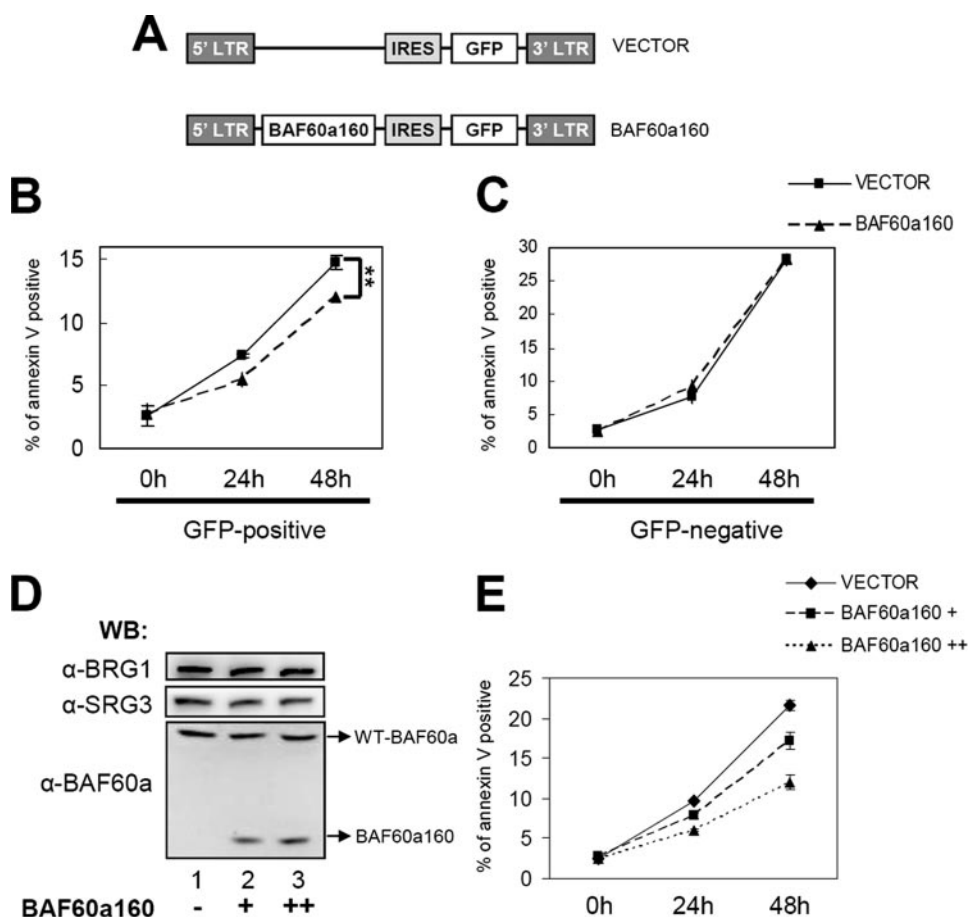 A
5' LTR IRES GFP 3' LTR VECTOR
5' LTR BAF60a160 IRES GFP 3' LTR BAF60a160
B
% of annexin V positive
15
10
5
0
**
0h 24h 48h
GFP-positive
C
VECTOR
BAF60a160
% of annexin V positive
30
25
20
15
10
5
0
0h 24h 48h
GFP-negative
D
WB:
α-BRG1
α-SRG3
α-BAF60a
WT-BAF60a
BAF60a160
1 2 3
BAF60a160 - + ++
E
VECTOR
BAF60a160 +
BAF60a160 ++
% of annexin V positive
25
20
15
10
5
0
0h 24h 48h